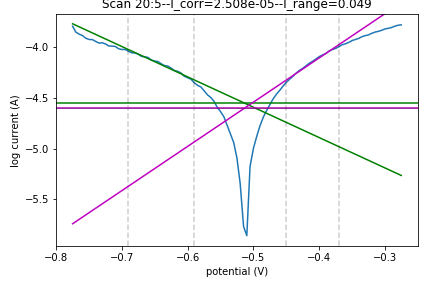 Scan 20:5--I_corr=2.508e-05--I_range=0.049
−4.0
−4.5
−5.0
−5.5
log current (A)
−0.8 −0.7 −0.6 −0.5 −0.4 −0.3
potential (V)